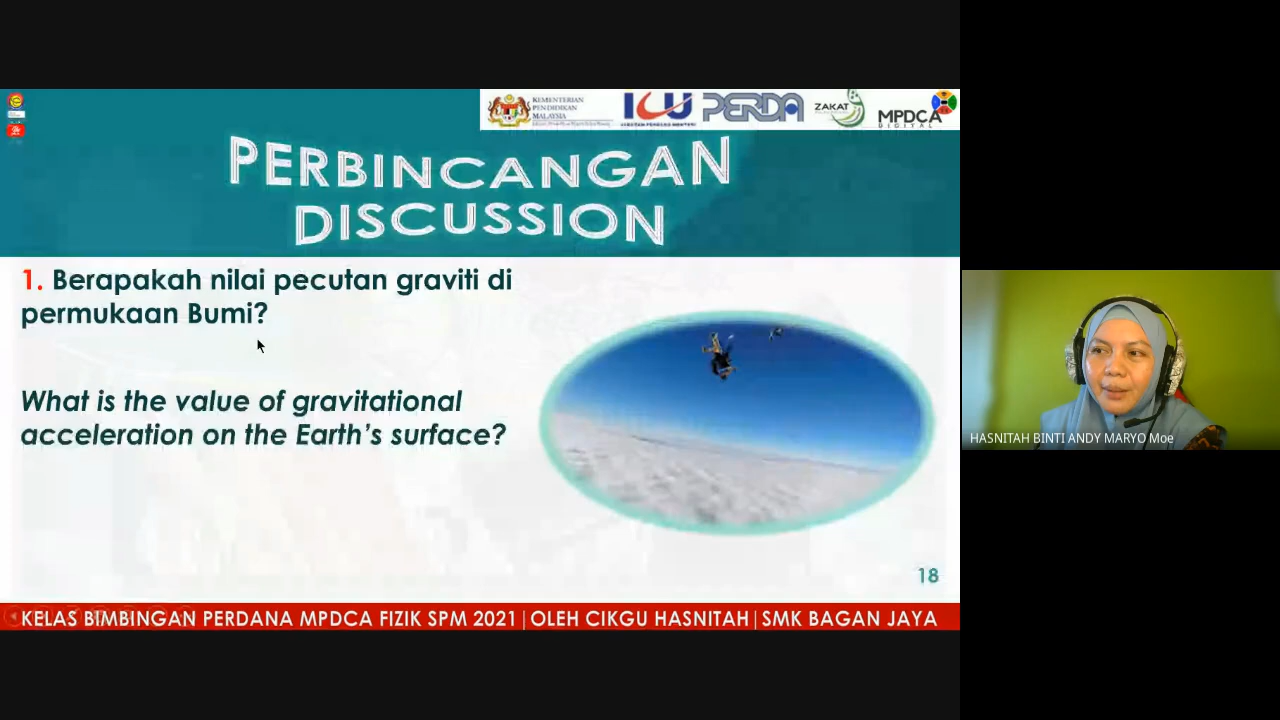 KEMENTERIAN
PENDIDIKAN
MALAYSIA
ICU
PERDA
ZAKAT
MPDCA
DIGITAL
PERBINCANGAN
DISCUSSION
1. Berapakah nilai pecutan graviti di
permukaan Bumi?
What is the value of gravitational
acceleration on the Earth's surface?
HASNITAH BINTI ANDY MARYO Moe
18
KELAS BIMBINGAN PERDANA MPDCA FIZIK SPM 2021|OLEH CIKGU HASNITAH|SMK BAGAN JAYA